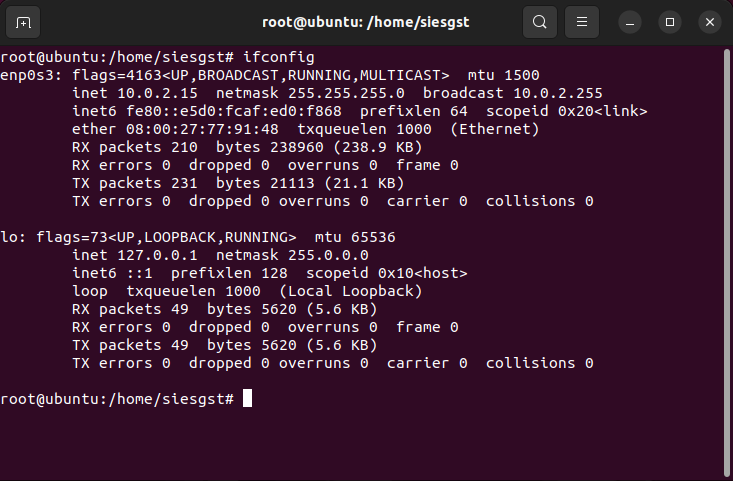 root@ubuntu: /home/siesgst
root@ubuntu:/home/siesgst# ifconfig
enp0s3: flags=4163<UP,BROADCAST,RUNNING,MULTICAST>  mtu 1500
        inet 10.0.2.15  netmask 255.255.255.0  broadcast 10.0.2.255
        inet6 fe80::e5d0:fcaf:ed0:f868  prefixlen 64  scopeid 0x20<link>
        ether 08:00:27:77:91:48  txqueuelen 1000  (Ethernet)
        RX packets 210  bytes 238960 (238.9 KB)
        RX errors 0  dropped 0  overruns 0  frame 0
        TX packets 231  bytes 21113 (21.1 KB)
        TX errors 0  dropped 0 overruns 0  carrier 0  collisions 0
lo: flags=73<UP,LOOPBACK,RUNNING>  mtu 65536
        inet 127.0.0.1  netmask 255.0.0.0
        inet6 ::1  prefixlen 128  scopeid 0x10<host>
        loop  txqueuelen 1000  (Local Loopback)
        RX packets 49  bytes 5620 (5.6 KB)
        RX errors 0  dropped 0  overruns 0  frame 0
        TX packets 49  bytes 5620 (5.6 KB)
        TX errors 0  dropped 0 overruns 0  carrier 0  collisions 0
root@ubuntu:/home/siesgst#